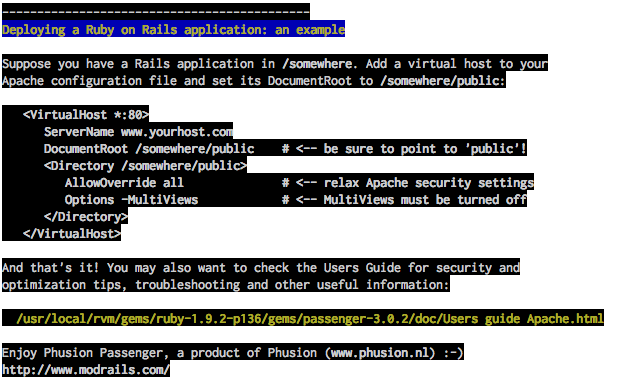 --------------------------------------------
Deploying a Ruby on Rails application: an example
Suppose you have a Rails application in /somewhere. Add a virtual host to your
Apache configuration file and set its DocumentRoot to /somewhere/public:
<VirtualHost *:80>
ServerName www.yourhost.com
DocumentRoot /somewhere/public    # <-- be sure to point to 'public'!
<Directory /somewhere/public>
AllowOverride all              # <-- relax Apache security settings
Options -MultiViews            # <-- MultiViews must be turned off
</Directory>
</VirtualHost>
And that's it! You may also want to check the Users Guide for security and
optimization tips, troubleshooting and other useful information:
/usr/local/rvm/gems/ruby-1.9.2-p136/gems/passenger-3.0.2/doc/Users guide Apache.html
Enjoy Phusion Passenger, a product of Phusion (www.phusion.nl) :-)
http://www.modrails.com/